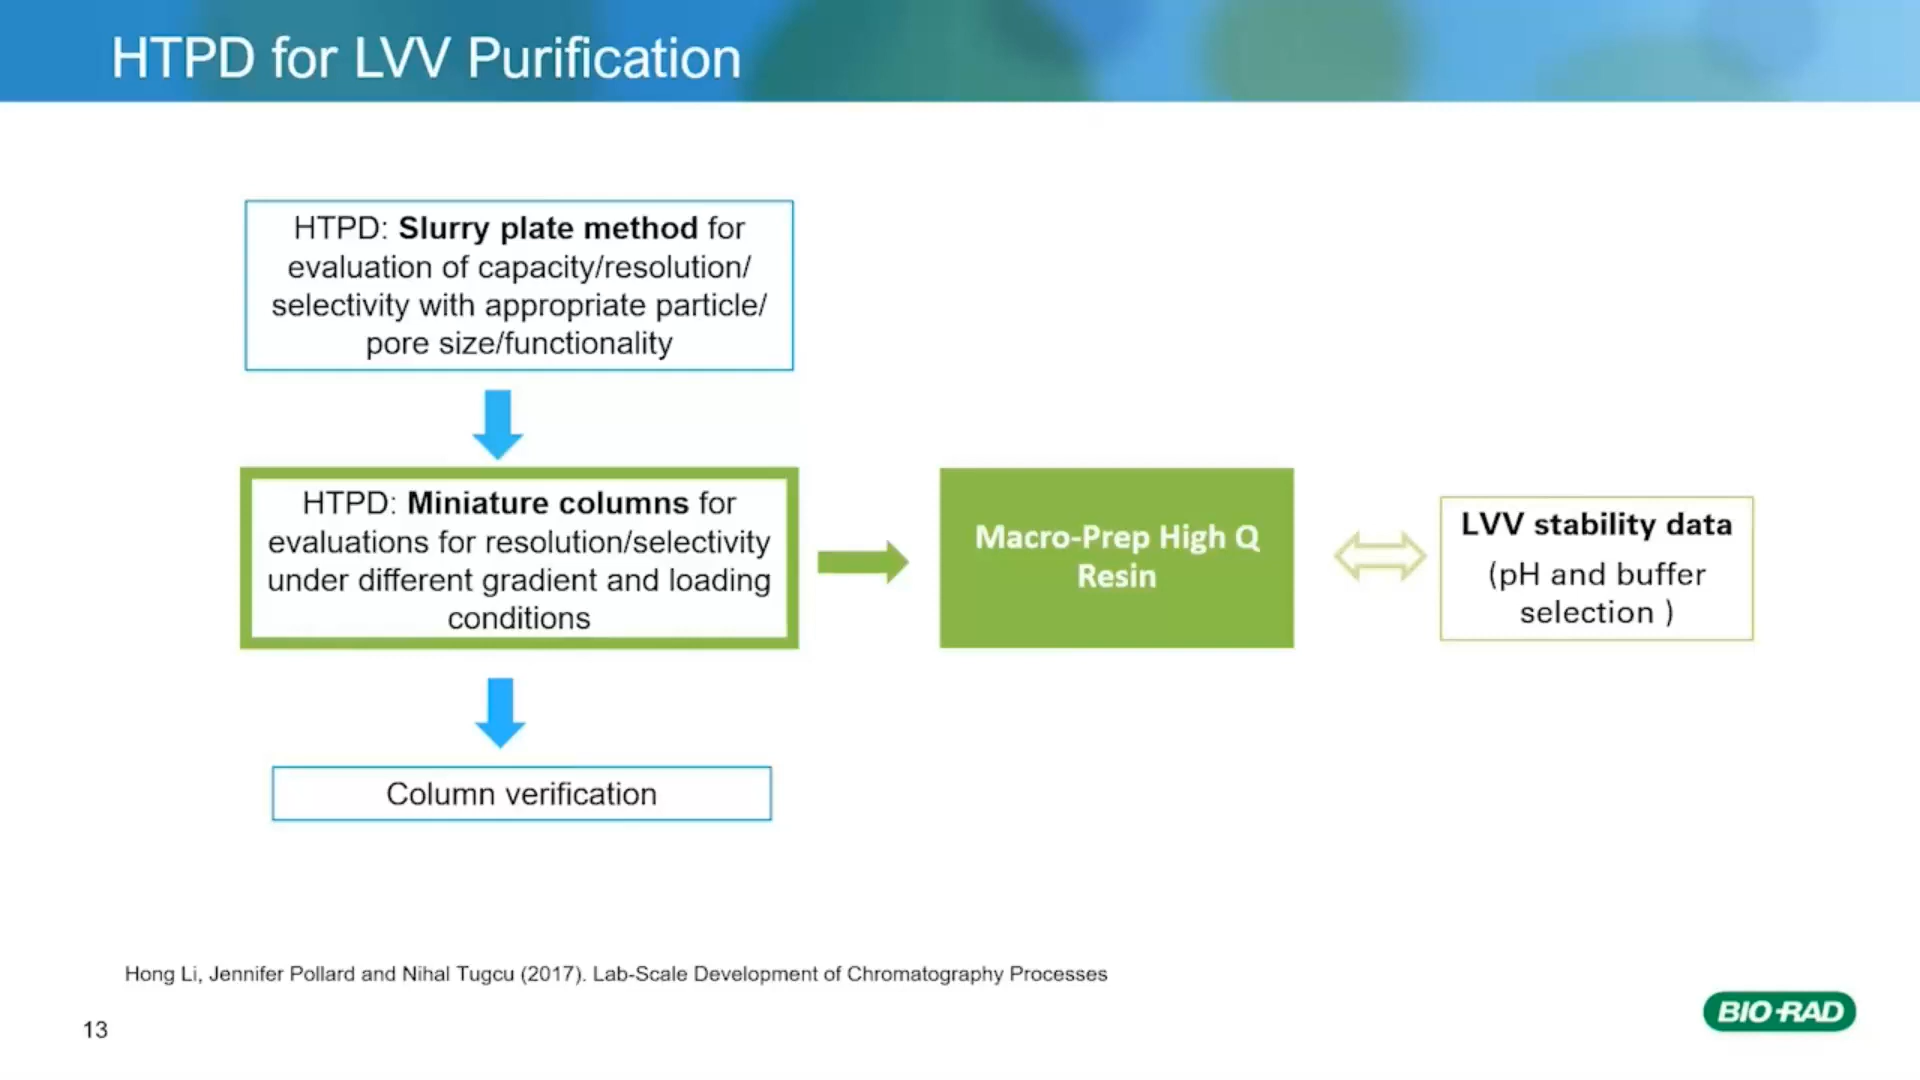 HTPD for LVV Purification
HTPD: Slurry plate method for
evaluation of capacity/resolution/
selectivity with appropriate particle/
pore size/functionality
HTPD: Miniature columns for
evaluations for resolution/selectivity
under different gradient and loading
conditions
Macro-Prep High Q
Resin
LVV stability data
(pH and buffer
selection )
Column verification
Hong Li, Jennifer Pollard and Nihal Tugcu (2017). Lab-Scale Development of Chromatography Processes
13
BIO-RAD